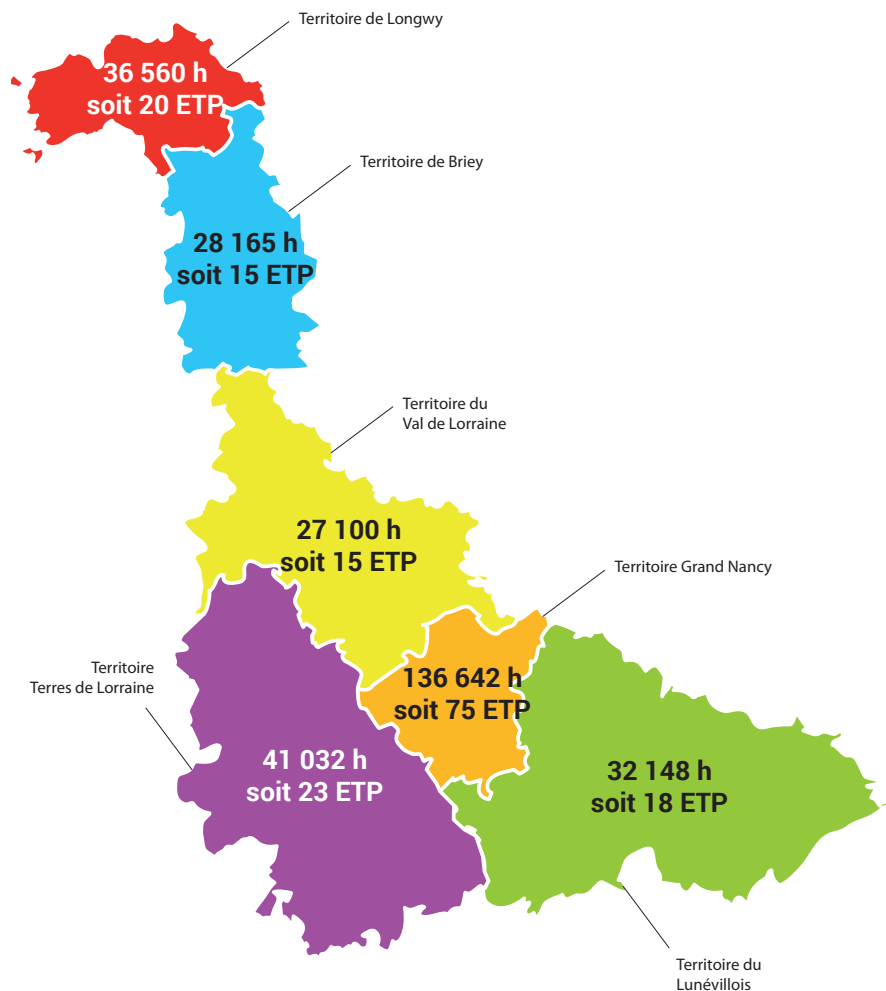 Territoire de Longwy
36 560 h
soit 20 ETP
Territoire de Briey
28 165 h
soit 15 ETP
Territoire du
Val de Lorraine
27 100 h
soit 15 ETP
Territoire Grand Nancy
136 642 h
soit 75 ETP
Territoire
Terres de Lorraine
41 032 h
soit 23 ETP
32 148 h
soit 18 ETP
Territoire du
Lunévillois